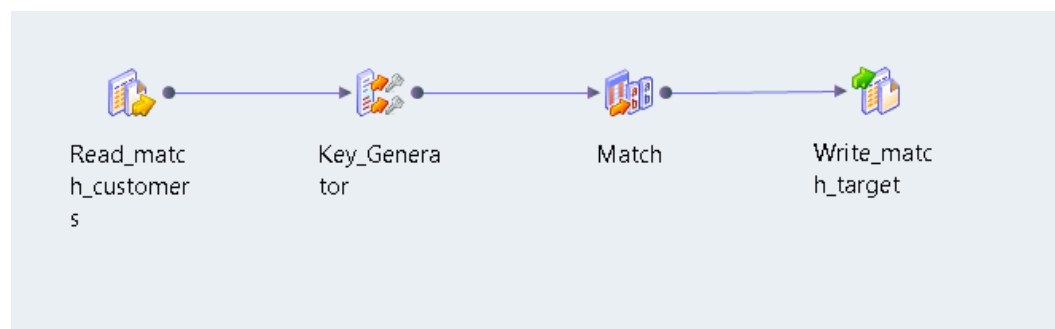 Read_matc
h_customer
s
Key_Genera
tor
Match
Write_matc
h_target